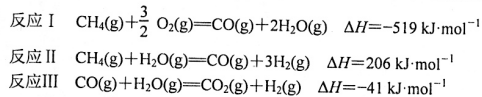 反应Ⅰ CH₄(g)+3/2 O₂(g)═CO(g)+2H₂O(g) ΔH=−519 kJ·mol⁻¹
反应Ⅱ CH₄(g)+H₂O(g)═CO(g)+3H₂(g) ΔH=206 kJ·mol⁻¹
反应III CO(g)+H₂O(g)═CO₂(g)+H₂(g) ΔH=−41 kJ·mol⁻¹